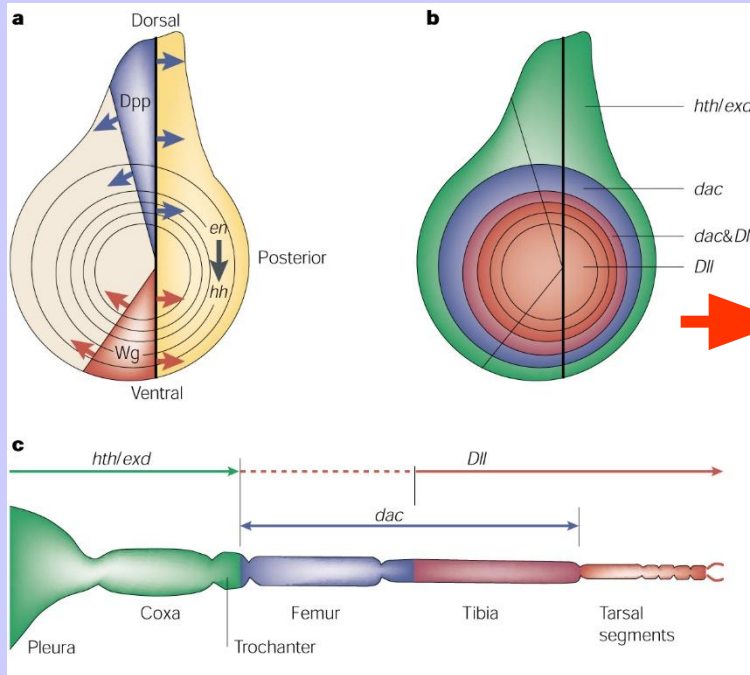 a
Dorsal
b
Dpp
hth/exd
dac
en
Posterior
dac&Dl
hh
Dll
Wg
Ventral
c
hth/exd
Dll
dac
Coxa
Femur
Tibia
Tarsal
segments
Pleura
Trochanter